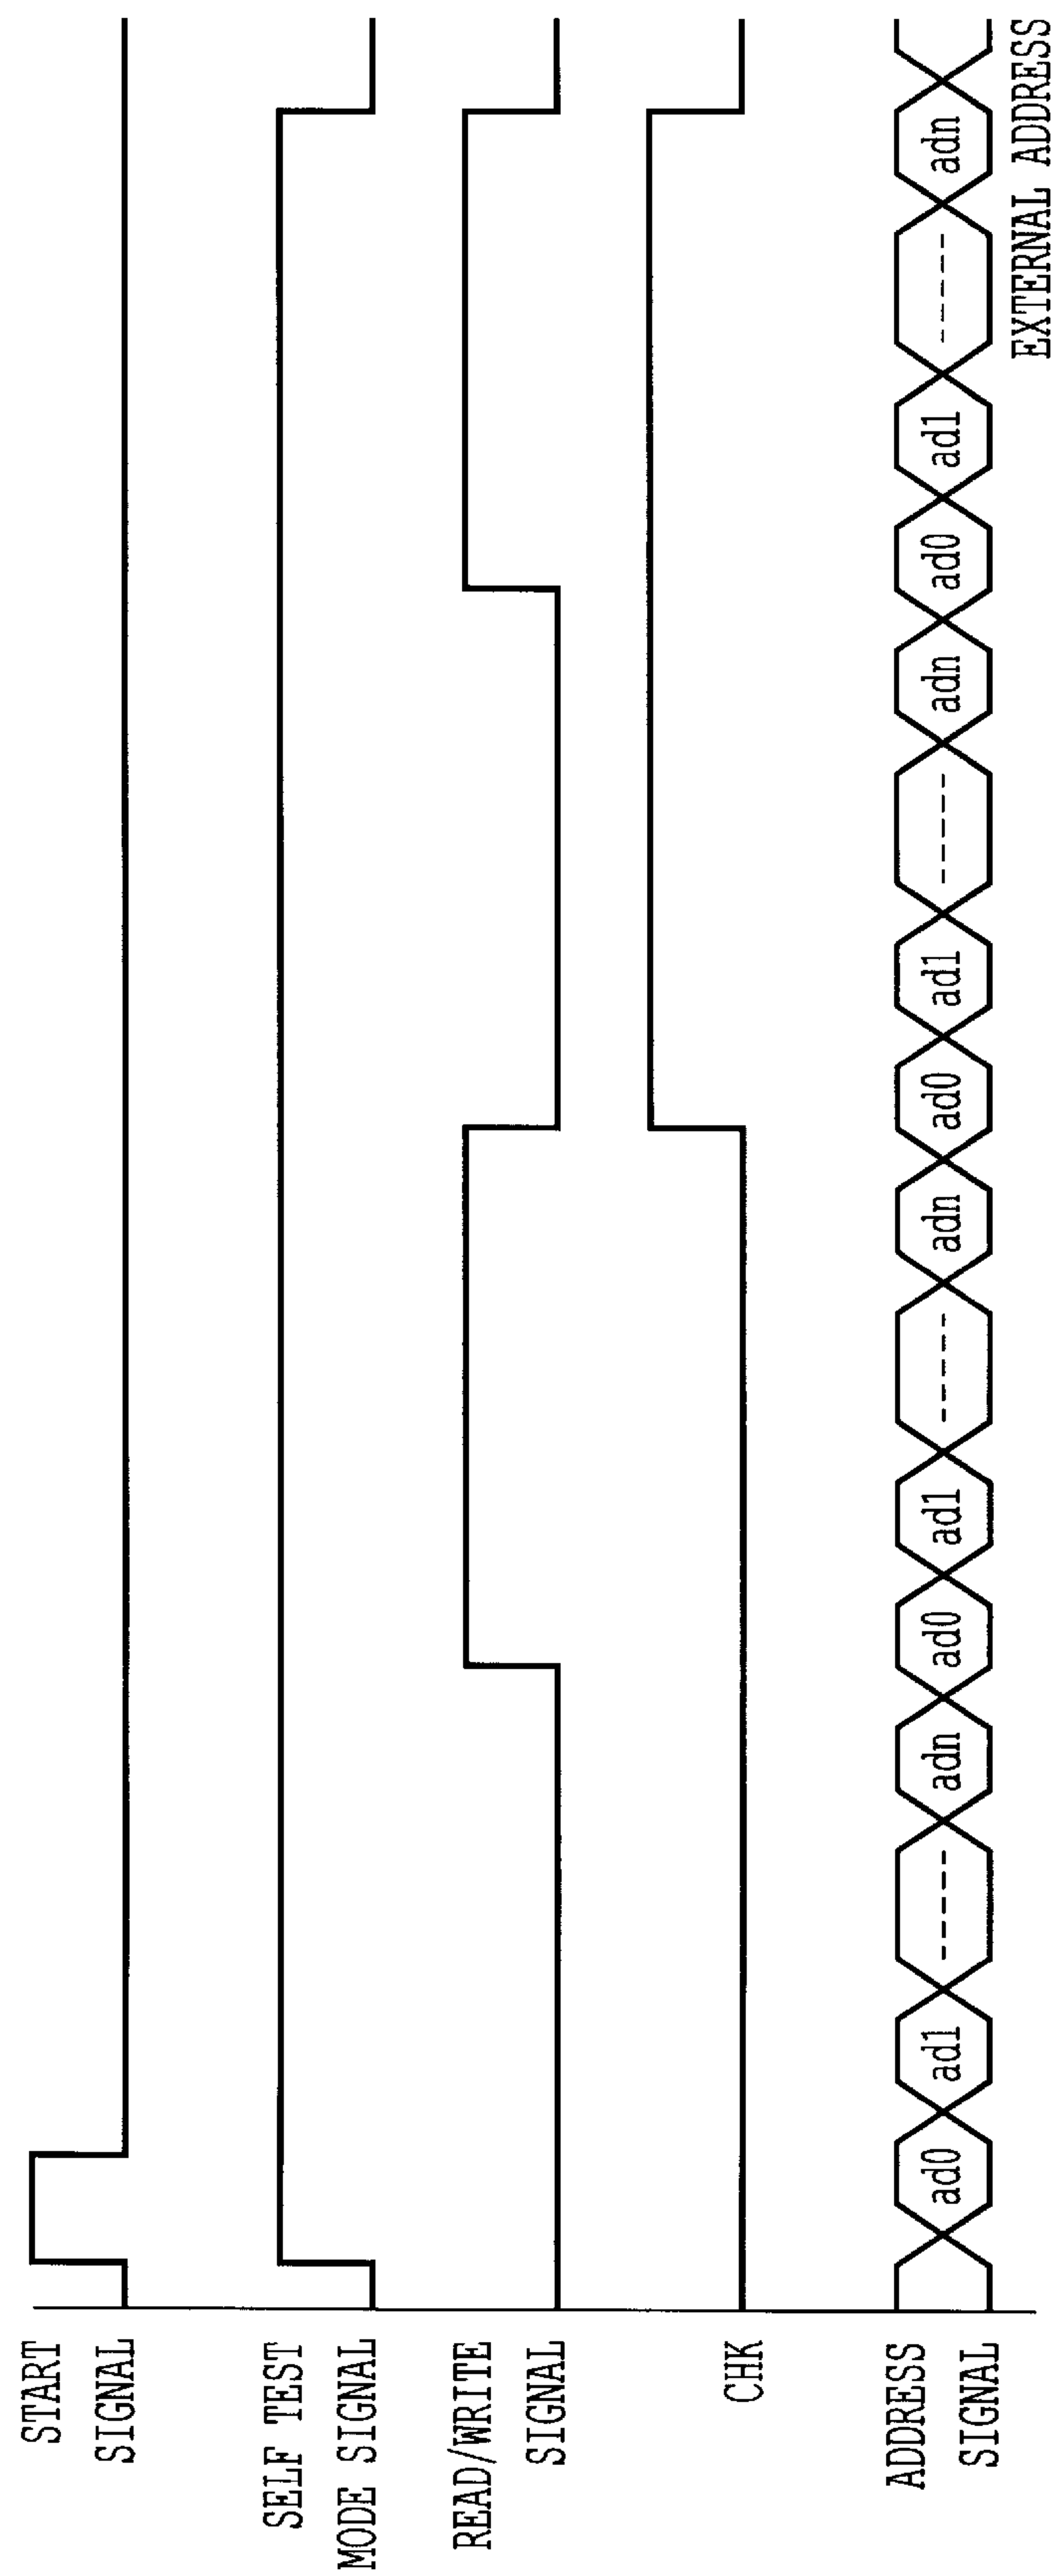 START
SIGNAL
SELF TEST
MODE SIGNAL
READ/WRITE
SIGNAL
CHK
ADDRESS
SIGNAL
ad0 ad1 ----- adn ad0 ad1 ----- adn ad0 ad1 ----- adn ad0 ad1 ----- adn
EXTERNAL ADDRESS